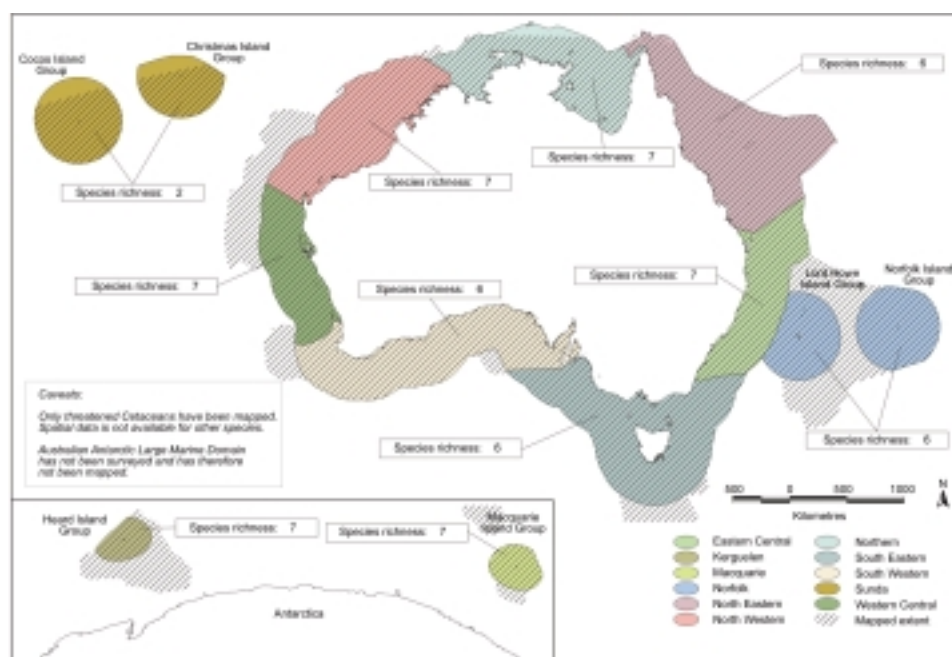 Christmas Island
Group
Cocos Island
Group
Species richness: 6
Species richness: 7
Species richness: 7
Species richness: 2
Species richness: 7
Species richness: 7
Lord Howe
Island Group
Norfolk Island
Group
Species richness: 6
Caveats:
Only threatened Cetaceans have been mapped.
Spatial data is not available for other species.
Australian Antarctic Large Marine Domain
has not been surveyed and has therefore
not been mapped.
Species richness: 6
Species richness: 6
500 0 500 1000
Kilometres
N
Heard Island
Group
Species richness: 7
Species richness: 7
Macquarie
Island Group
Antarctica
Eastern Central
Kerguelen
Macquarie
Norfolk
North Eastern
North Western
Northern
South Eastern
South Western
Sunda
Western Central
Mapped extent